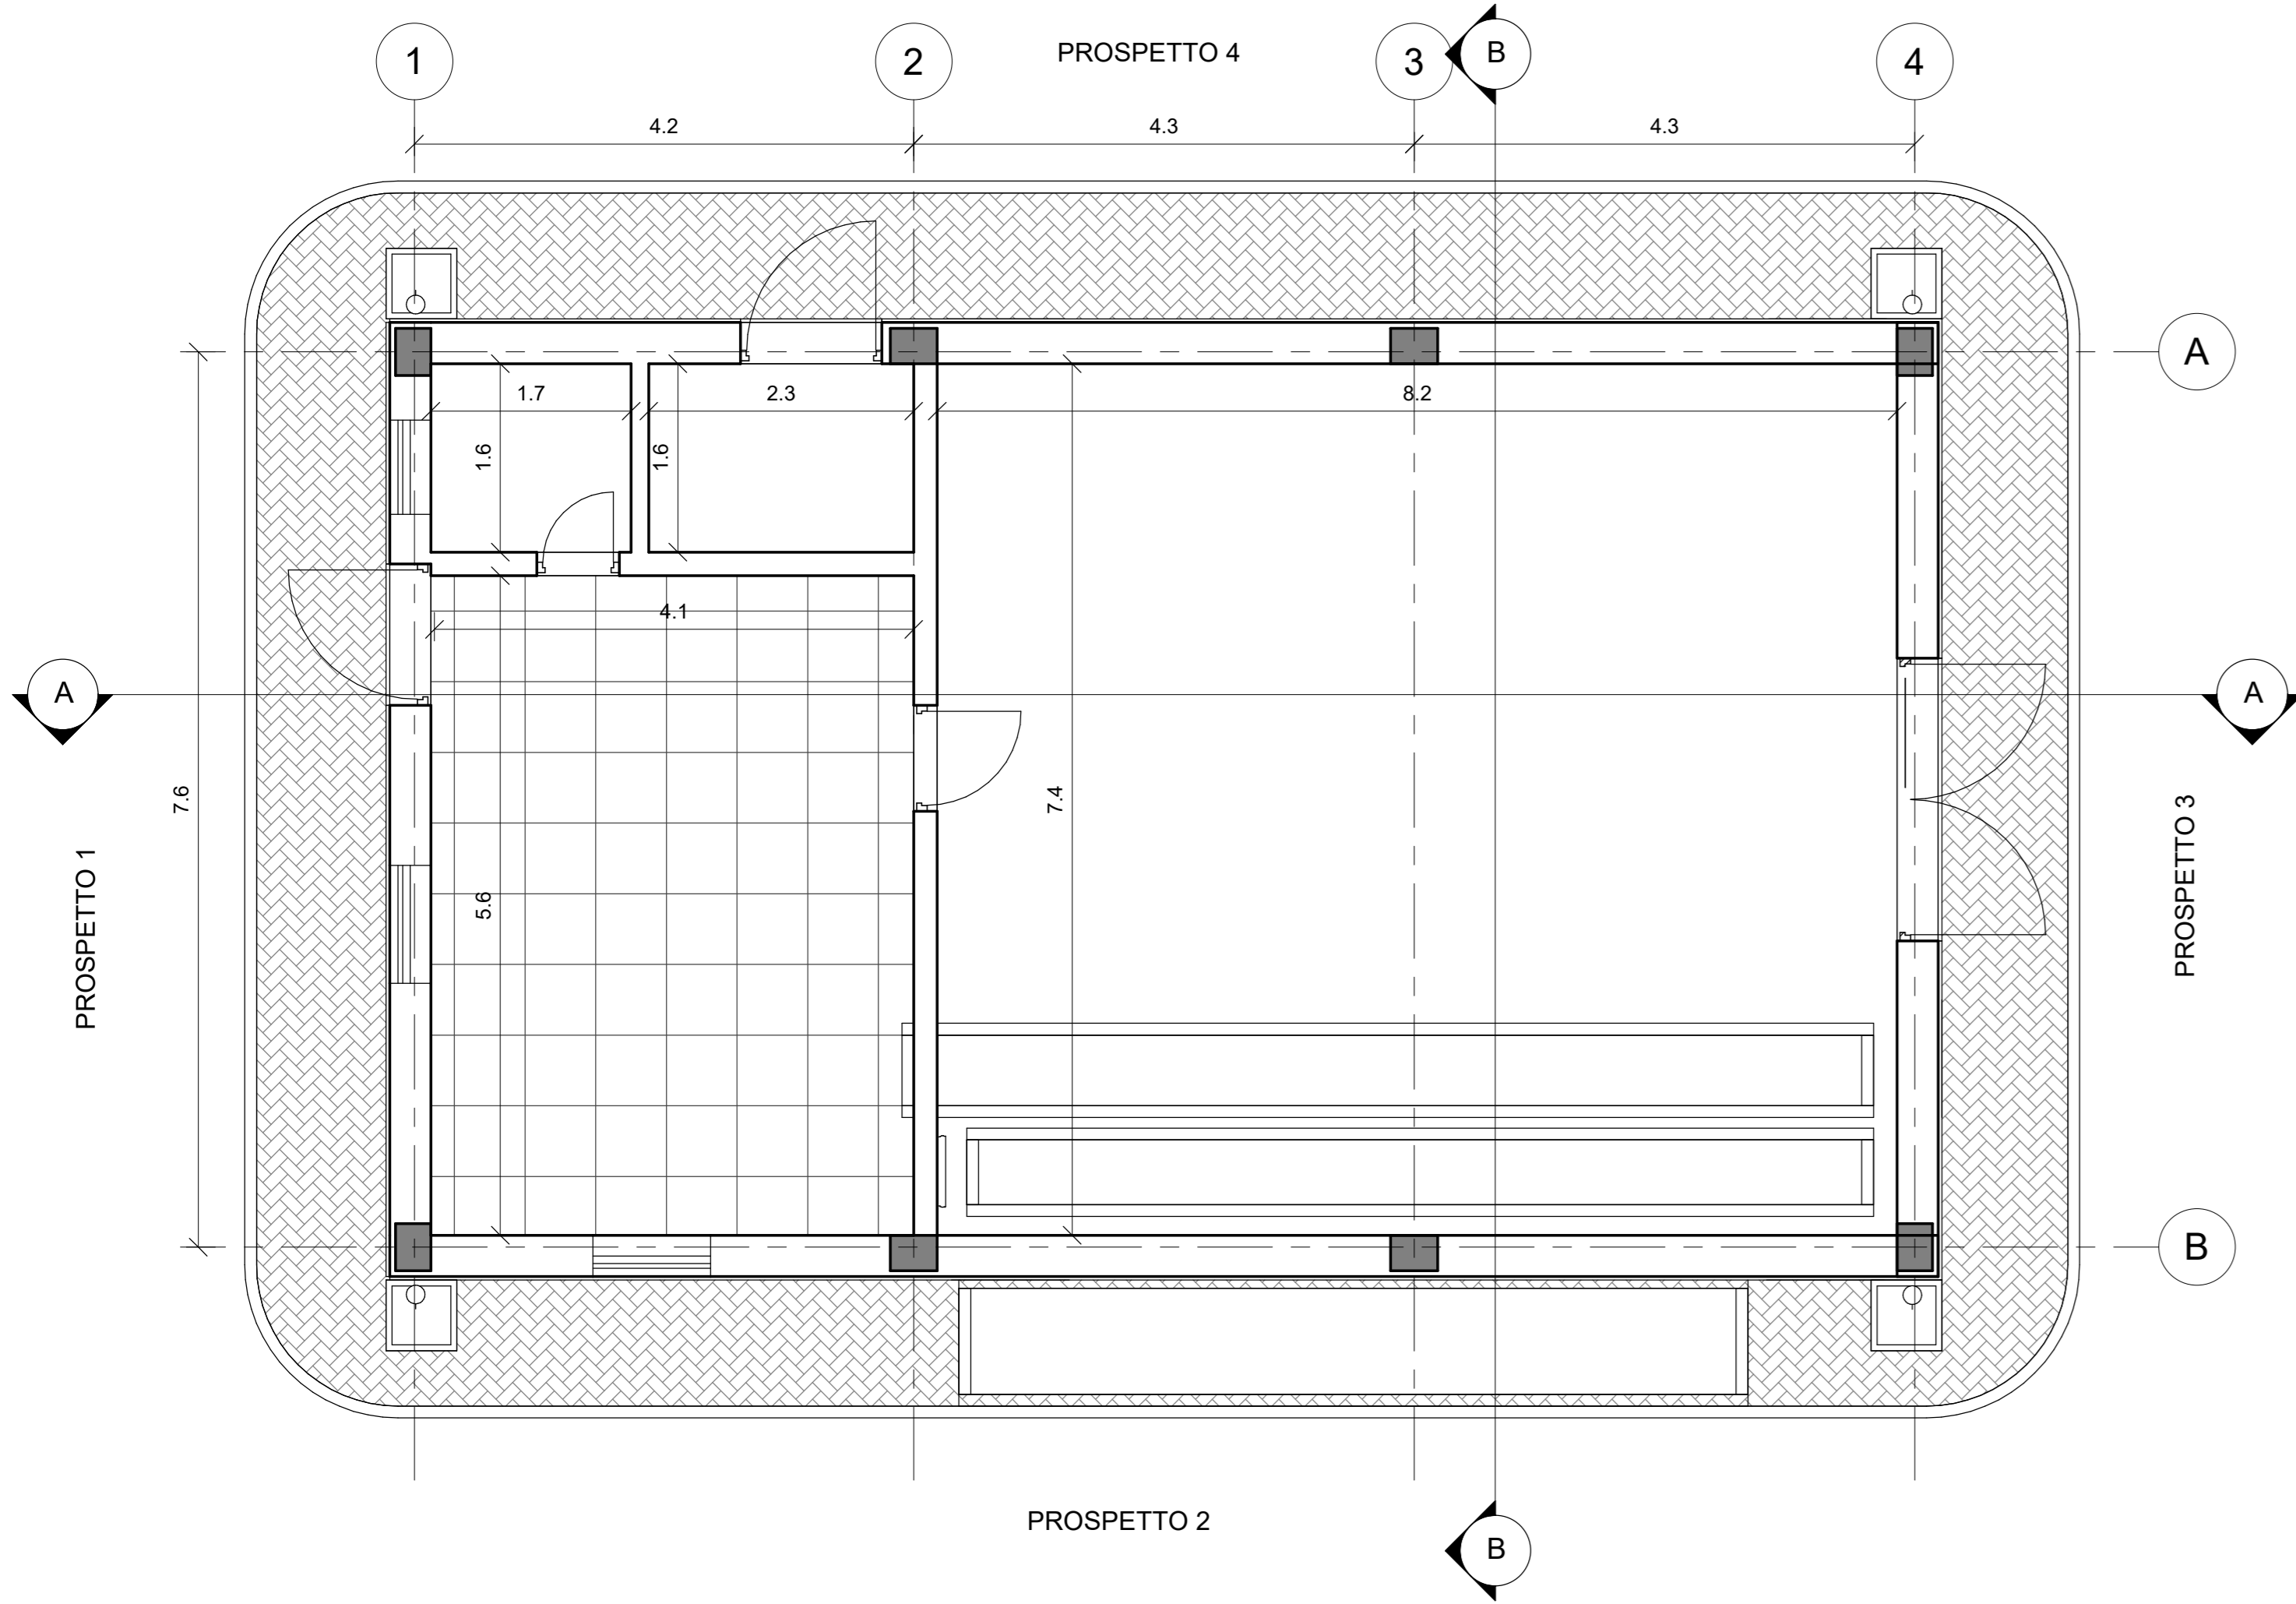 1
2
PROSPETTO 4
3
B
4
4.2
4.3
4.3
A
1.7
2.3
8.2
1.6
1.6
4.1
A
A
7.6
7.4
PROSPETTO 1
5.6
PROSPETTO 3
B
PROSPETTO 2
B